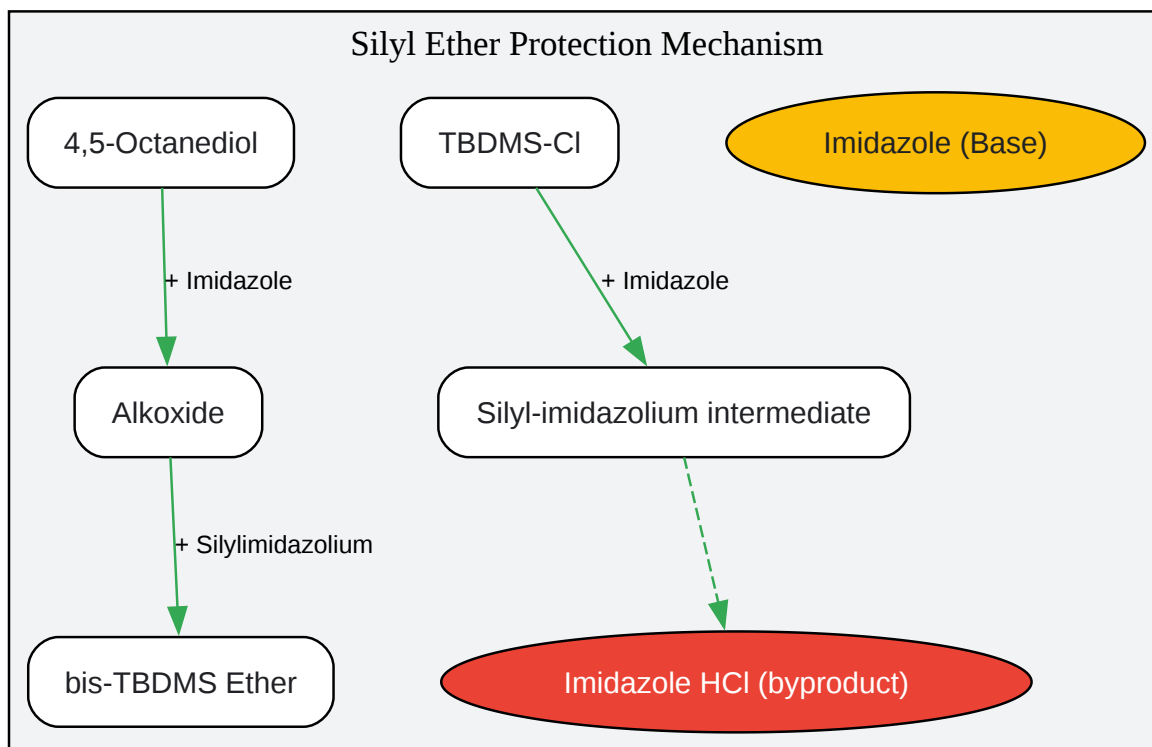 Silyl Ether Protection Mechanism
4,5-Octanediol
TBDMS-Cl
Imidazole (Base)
+ Imidazole
+ Imidazole
Alkoxide
Silyl-imidazolium intermediate
+ Silylimidazolium
bis-TBDMS Ether
Imidazole HCl (byproduct)